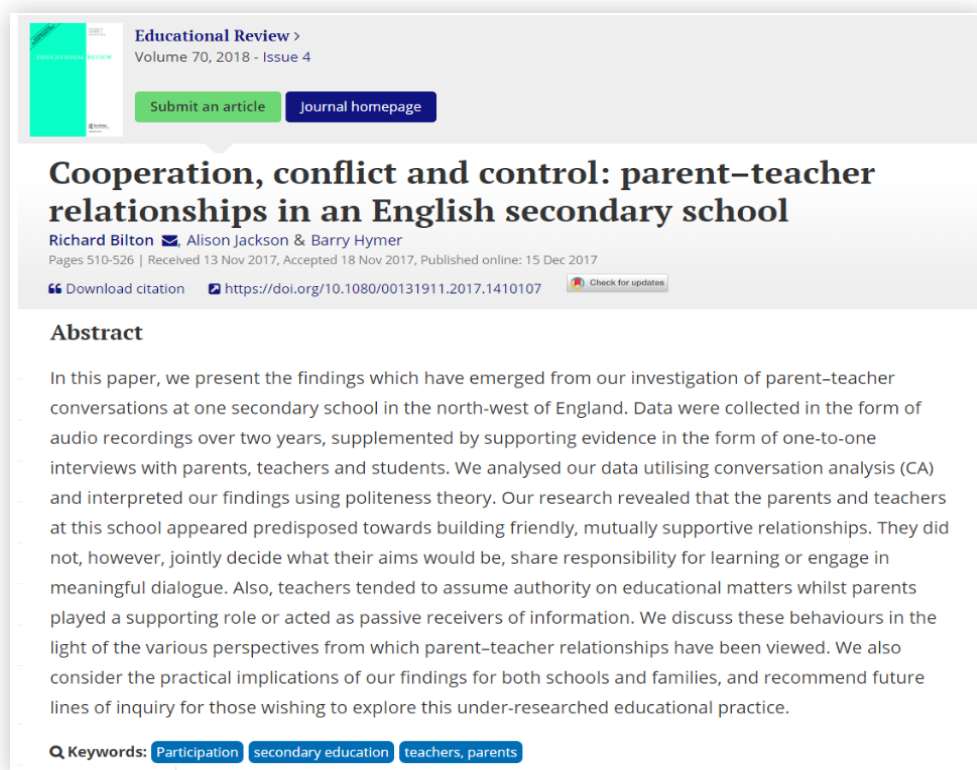 EDUCATIONAL REVIEW
Educational Review >
Volume 70, 2018 - Issue 4
Submit an article
Journal homepage
Cooperation, conflict and control: parent–teacher
relationships in an English secondary school
Richard Bilton, Alison Jackson & Barry Hymer
Pages 510-526 | Received 13 Nov 2017, Accepted 18 Nov 2017, Published online: 15 Dec 2017
Download citation https://doi.org/10.1080/00131911.2017.1410107 Check for updates
Abstract
In this paper, we present the findings which have emerged from our investigation of parent–teacher
conversations at one secondary school in the north-west of England. Data were collected in the form of
audio recordings over two years, supplemented by supporting evidence in the form of one-to-one
interviews with parents, teachers and students. We analysed our data utilising conversation analysis (CA)
and interpreted our findings using politeness theory. Our research revealed that the parents and teachers
at this school appeared predisposed towards building friendly, mutually supportive relationships. They did
not, however, jointly decide what their aims would be, share responsibility for learning or engage in
meaningful dialogue. Also, teachers tended to assume authority on educational matters whilst parents
played a supporting role or acted as passive receivers of information. We discuss these behaviours in the
light of the various perspectives from which parent–teacher relationships have been viewed. We also
consider the practical implications of our findings for both schools and families, and recommend future
lines of inquiry for those wishing to explore this under-researched educational practice.
Keywords: Participation secondary education teachers, parents